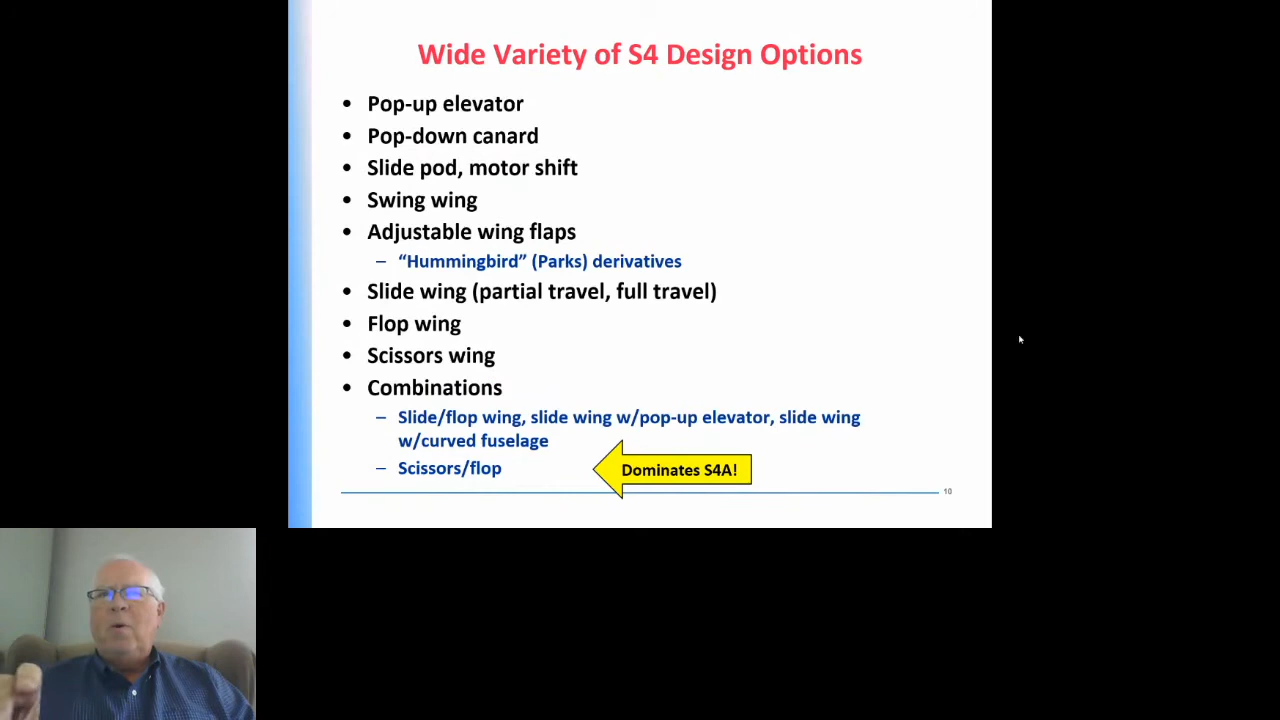 Wide Variety of S4 Design Options
• Pop-up elevator
• Pop-down canard
• Slide pod, motor shift
• Swing wing
• Adjustable wing flaps
– “Hummingbird” (Parks) derivatives
• Slide wing (partial travel, full travel)
• Flop wing
• Scissors wing
• Combinations
– Slide/flop wing, slide wing w/pop-up elevator, slide wing
w/curved fuselage
– Scissors/flop
Dominates S4A!
10